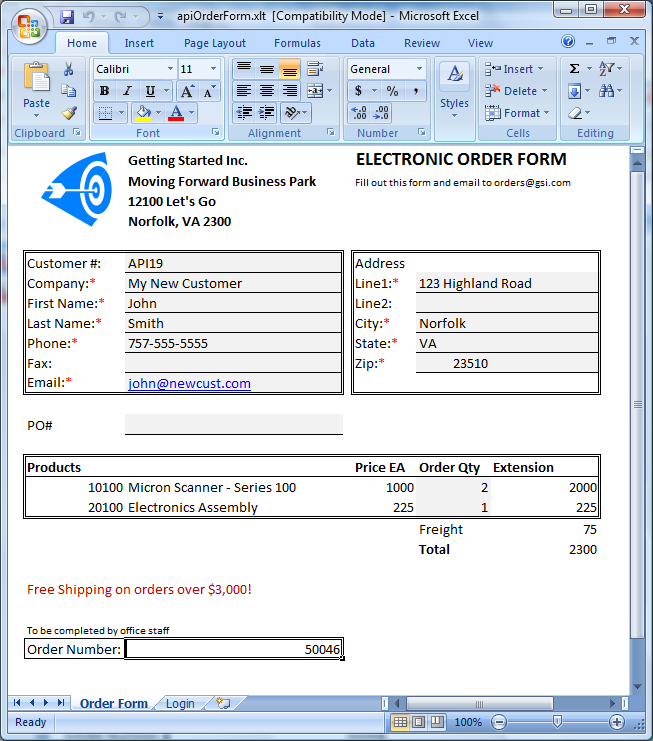 apiOrderForm.xlt [Compatibility Mode] - Microsoft Excel
Home Insert Page Layout Formulas Data Review View
Paste
Clipboard
Calibri 11
B I U A A
A
Font
Alignment
General
$ % ,
Number
A
Styles
Insert
Delete
Format
Cells
Σ
Editing
Getting Started Inc.
Moving Forward Business Park
12100 Let's Go
Norfolk, VA 2300
ELECTRONIC ORDER FORM
Fill out this form and email to orders@gsi.com
Customer #: API19
Company:* My New Customer
First Name:* John
Last Name:* Smith
Phone:* 757-555-5555
Fax:
Email:* john@newcust.com
Address
Line1:* 123 Highland Road
Line2:
City:* Norfolk
State:* VA
Zip:* 23510
PO#
Products Price EA Order Qty Extension
10100 Micron Scanner - Series 100 1000 2 2000
20100 Electronics Assembly 225 1 225
Freight 75
Total 2300
Free Shipping on orders over $3,000!
To be completed by office staff
Order Number: 50046
Order Form Login
Ready 100%